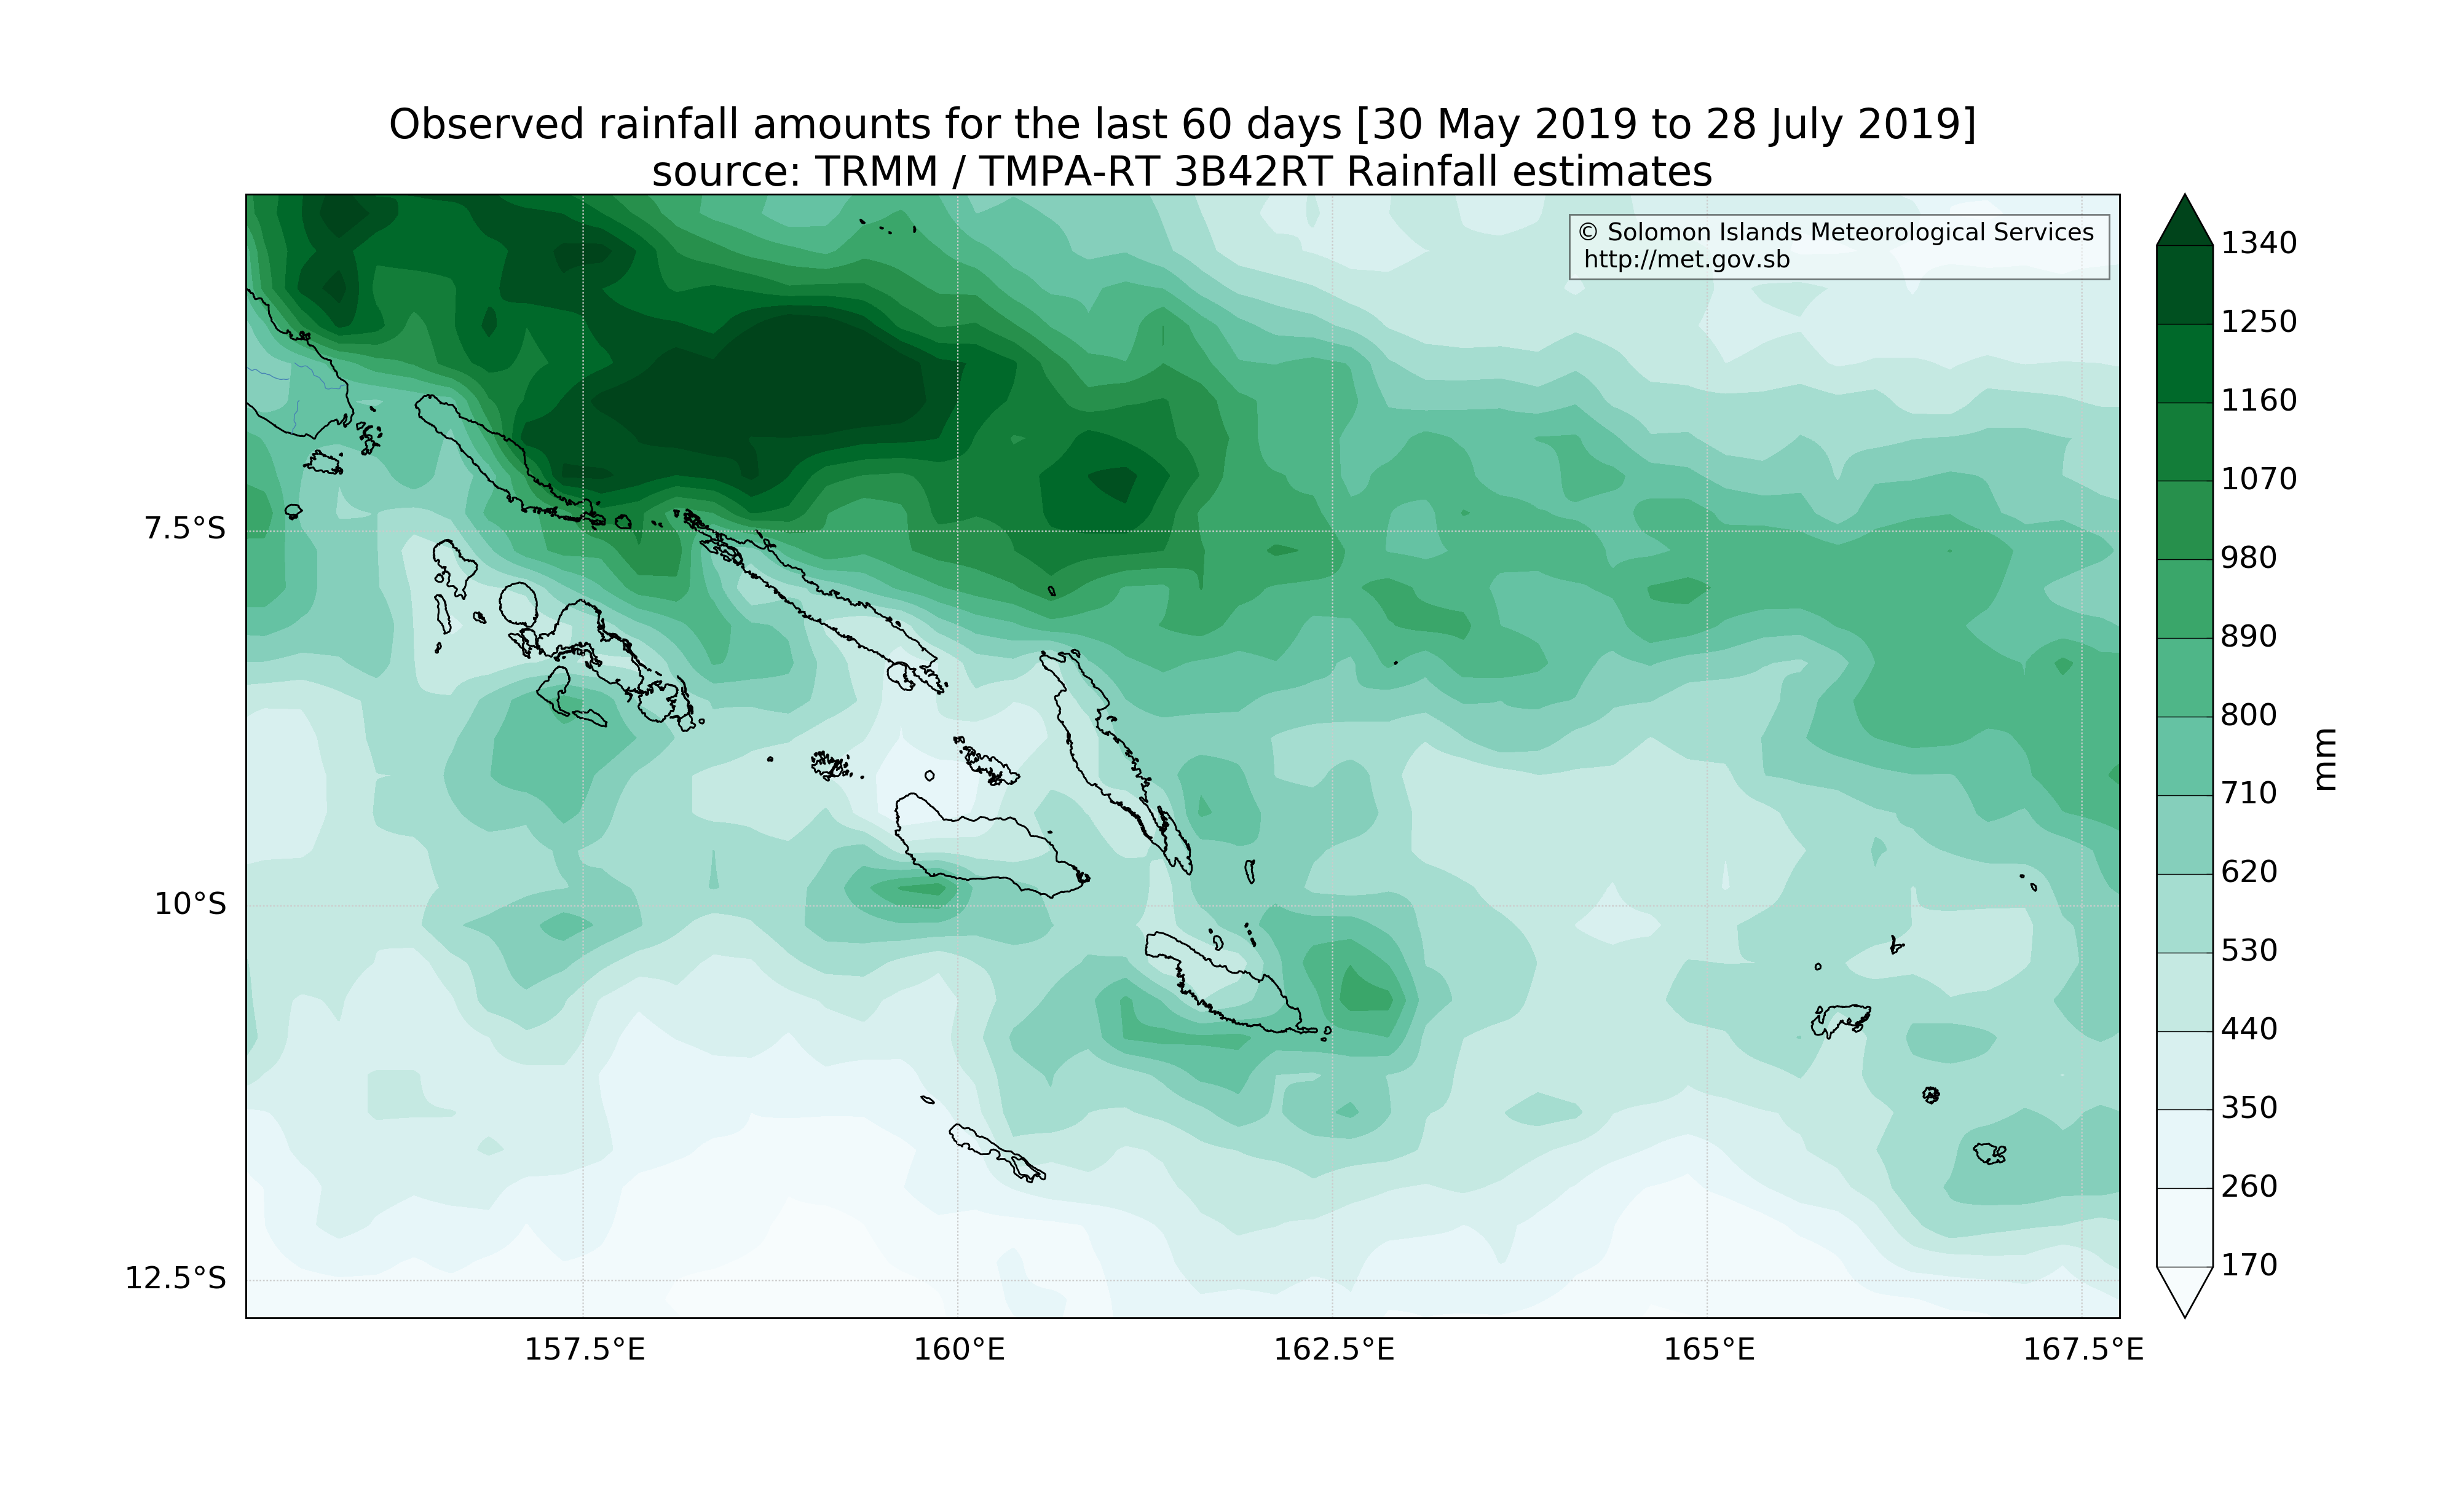 Observed rainfall amounts for the last 60 days [30 May 2019 to 28 July 2019]
source: TRMM / TMPA-RT 3B42RT Rainfall estimates
© Solomon Islands Meteorological Services
http://met.gov.sb
7.5°S
10°S
12.5°S
157.5°E
160°E
162.5°E
165°E
167.5°E
1340
1250
1160
1070
980
890
800
710
620
530
440
350
260
170
mm